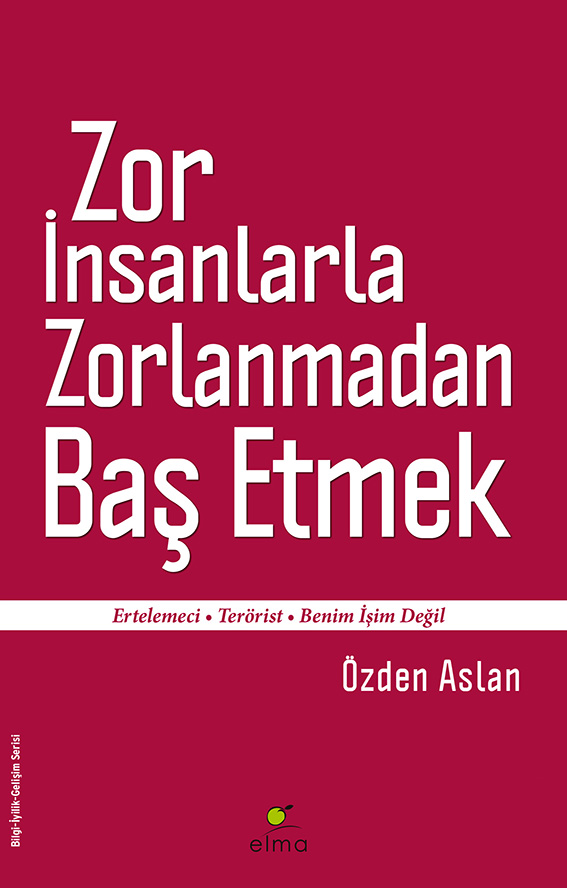 Zor
İnsanlarla
Zorlanmadan
Baş Etmek
Ertelemeci • Terörist • Benim İşim Değil
Özden Aslan
Bilgi-İyilik-Gelişim Serisi
elma